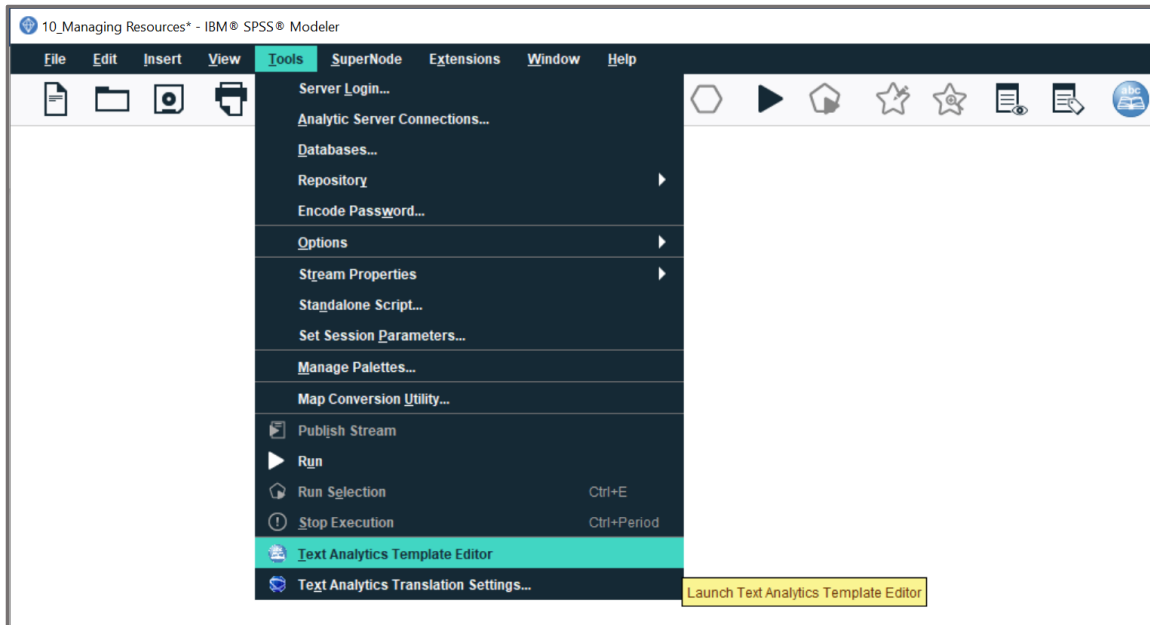 10_Managing Resources* - IBM® SPSS® Modeler
File Edit Insert View Tools SuperNode Extensions Window Help
abc
Server Login...
Analytic Server Connections...
Databases...
Repository
Encode Password...
Options
Stream Properties
Standalone Script...
Set Session Parameters...
Manage Palettes...
Map Conversion Utility...
Publish Stream
Run
Run Selection Ctrl+E
Stop Execution Ctrl+Period
Text Analytics Template Editor
Text Analytics Translation Settings...
Launch Text Analytics Template Editor